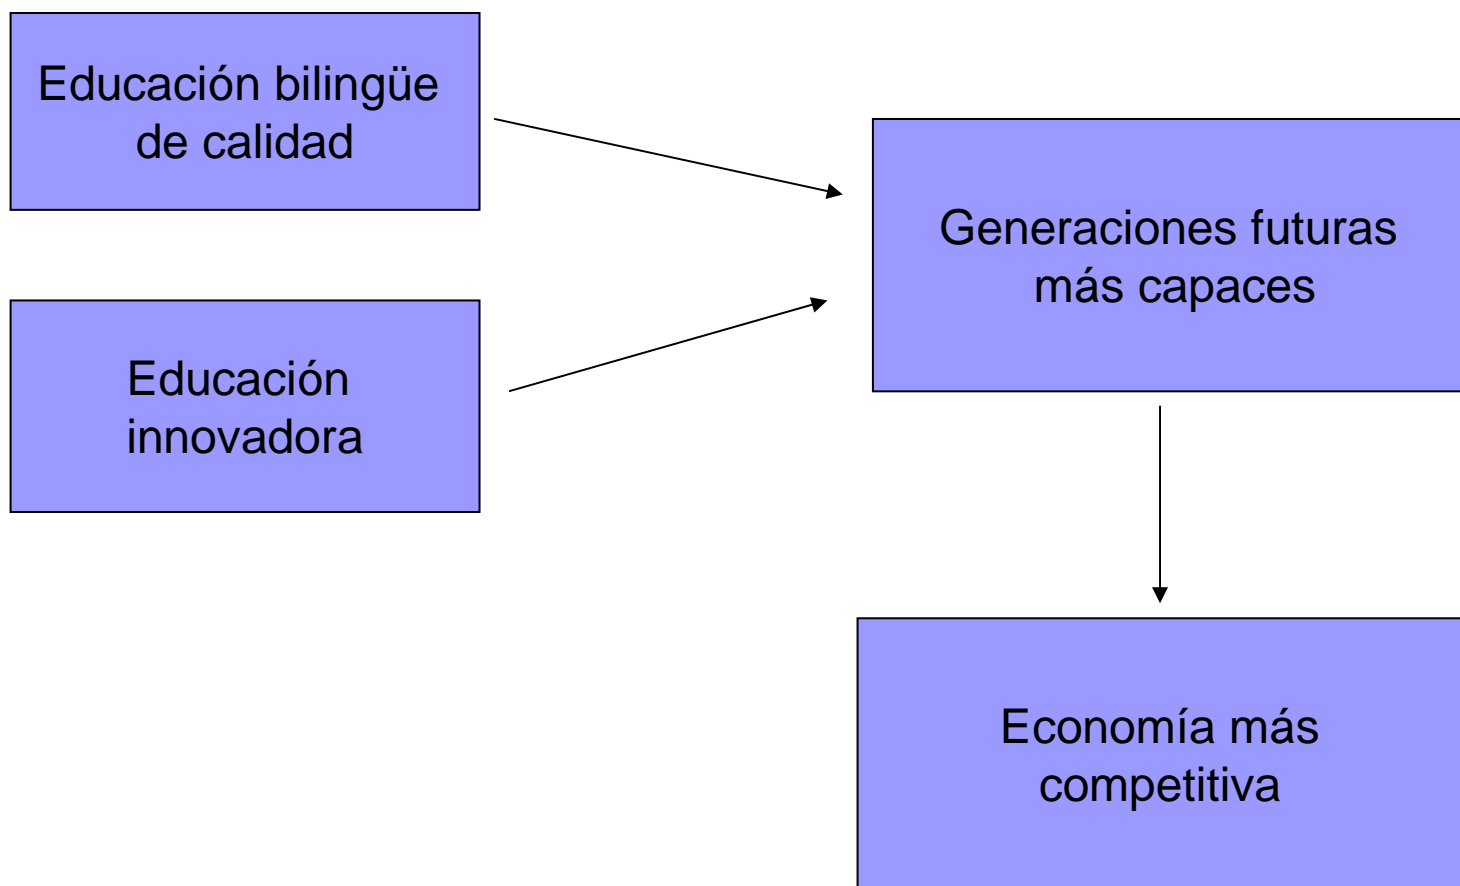 Educación bilingüe
de calidad
Generaciones futuras
más capaces
Educación
innovadora
Economía más
competitiva